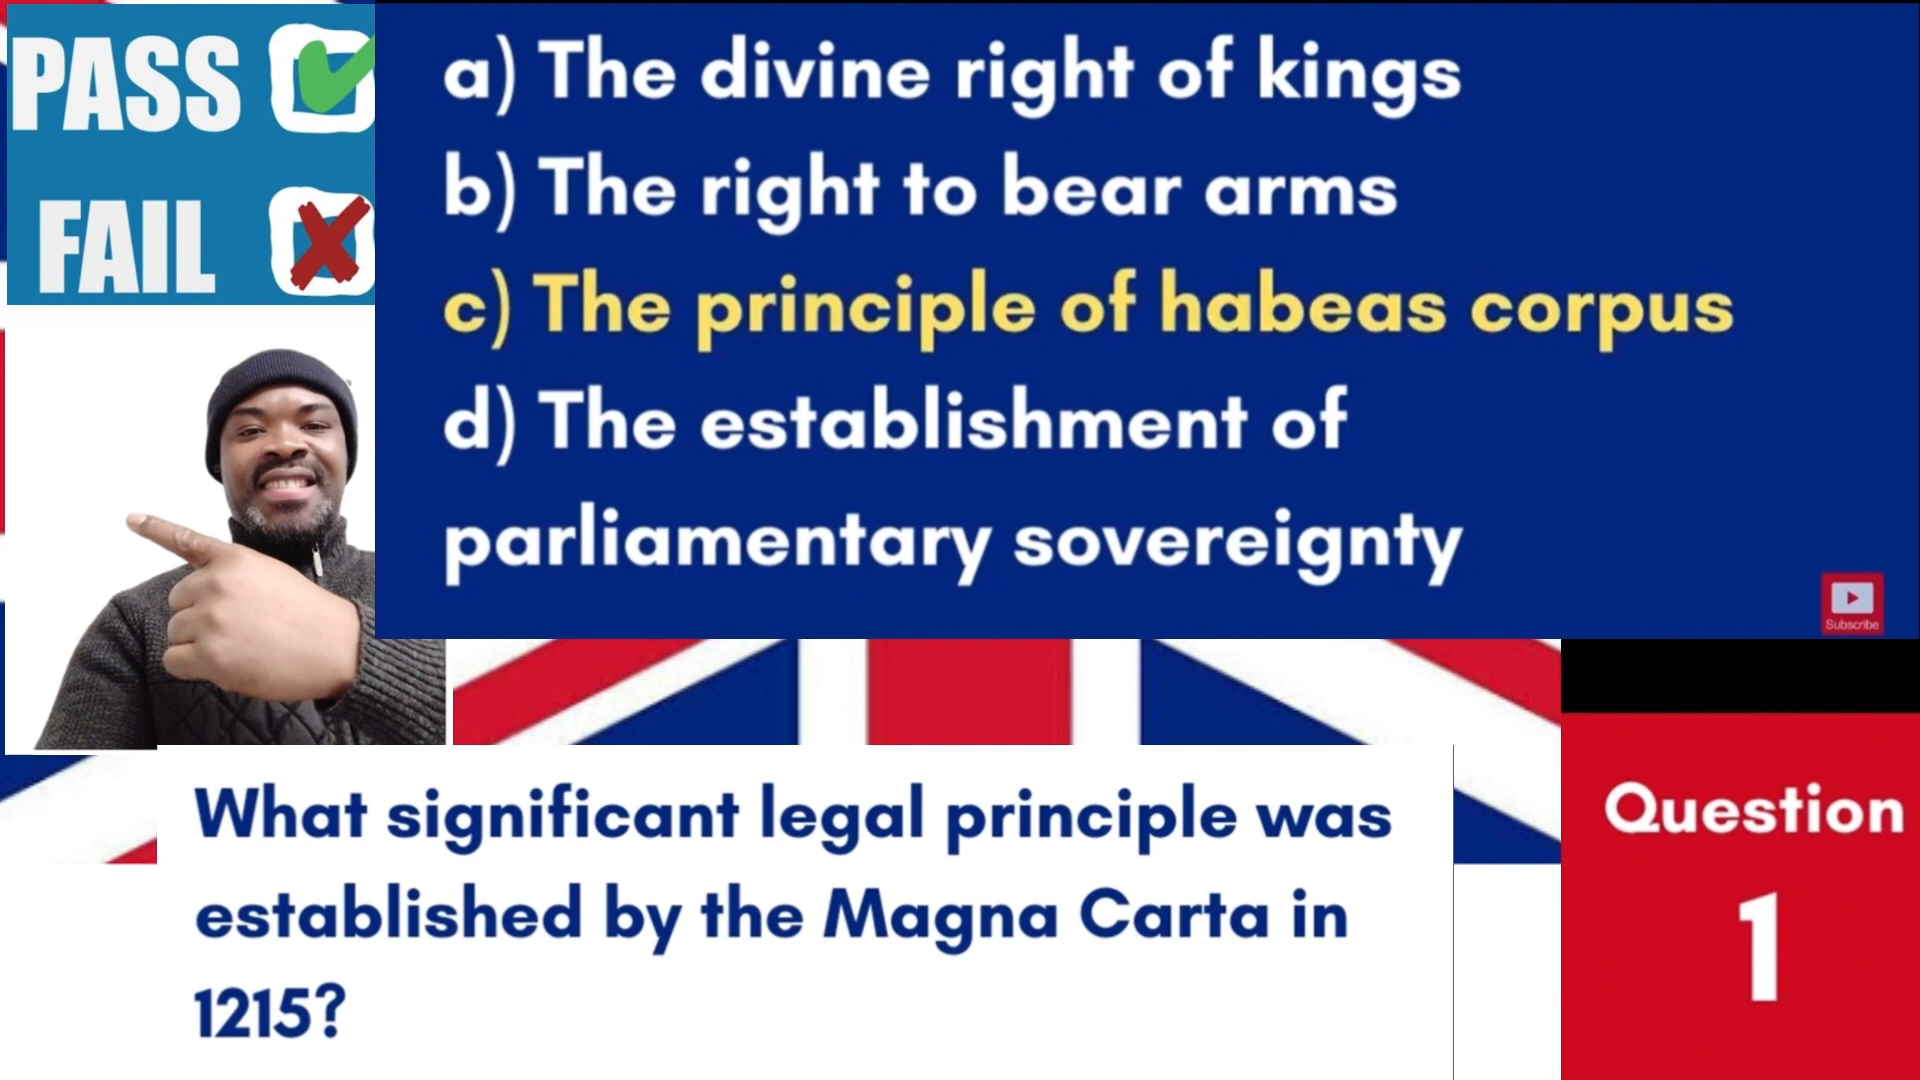 PASS
FAIL
a) The divine right of kings
b) The right to bear arms
c) The principle of habeas corpus
d) The establishment of
parliamentary sovereignty
Subscribe
What significant legal principle was
established by the Magna Carta in
1215?
Question
1